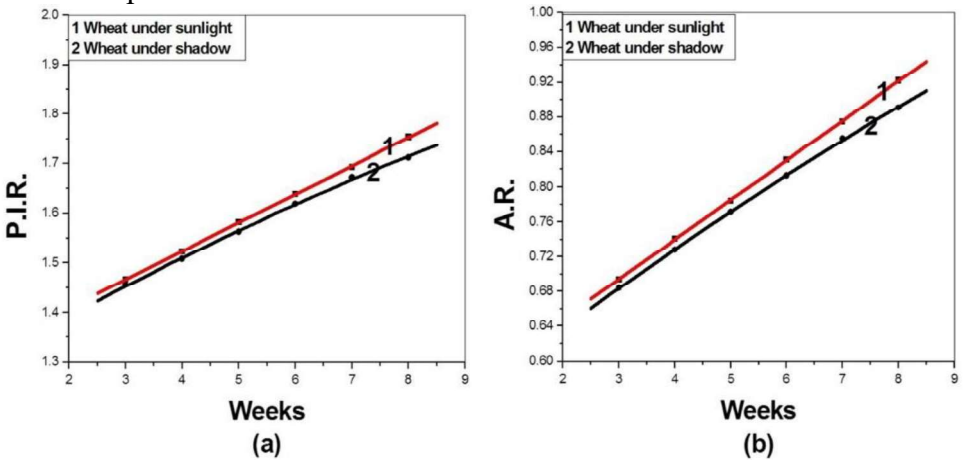 1 Wheat under sunlight
2 Wheat under shadow
2.0
1.9
1.8
1.7
1.6
1.5
1.4
1.3
P.I.R.
1
2
2 3 4 5 6 7 8 9
Weeks
(a)
1 Wheat under sunlight
2 Wheat under shadow
1.00
0.96
0.92
0.88
0.84
0.80
0.76
0.72
0.68
0.64
0.60
A.R.
1
2
2 3 4 5 6 7 8 9
Weeks
(b)